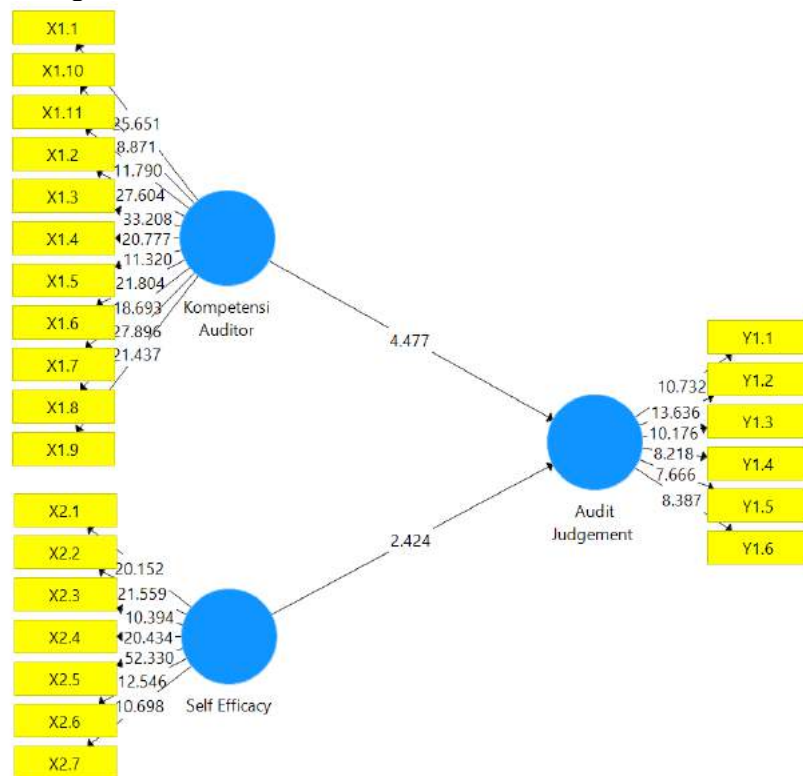 X1.1
X1.10
X1.11
X1.2
X1.3
X1.4
X1.5
X1.6
X1.7
X1.8
X1.9
25.651
8.871
11.790
27.604
33.208
20.777
11.320
21.804
18.693
27.896
21.437
Kompetensi
Auditor
4.477
X2.1
X2.2
X2.3
X2.4
X2.5
X2.6
X2.7
20.152
21.559
10.394
20.434
52.330
12.546
10.698
Self Efficacy
2.424
Audit
Judgement
10.732
13.636
10.176
8.218
7.666
8.387
Y1.1
Y1.2
Y1.3
Y1.4
Y1.5
Y1.6